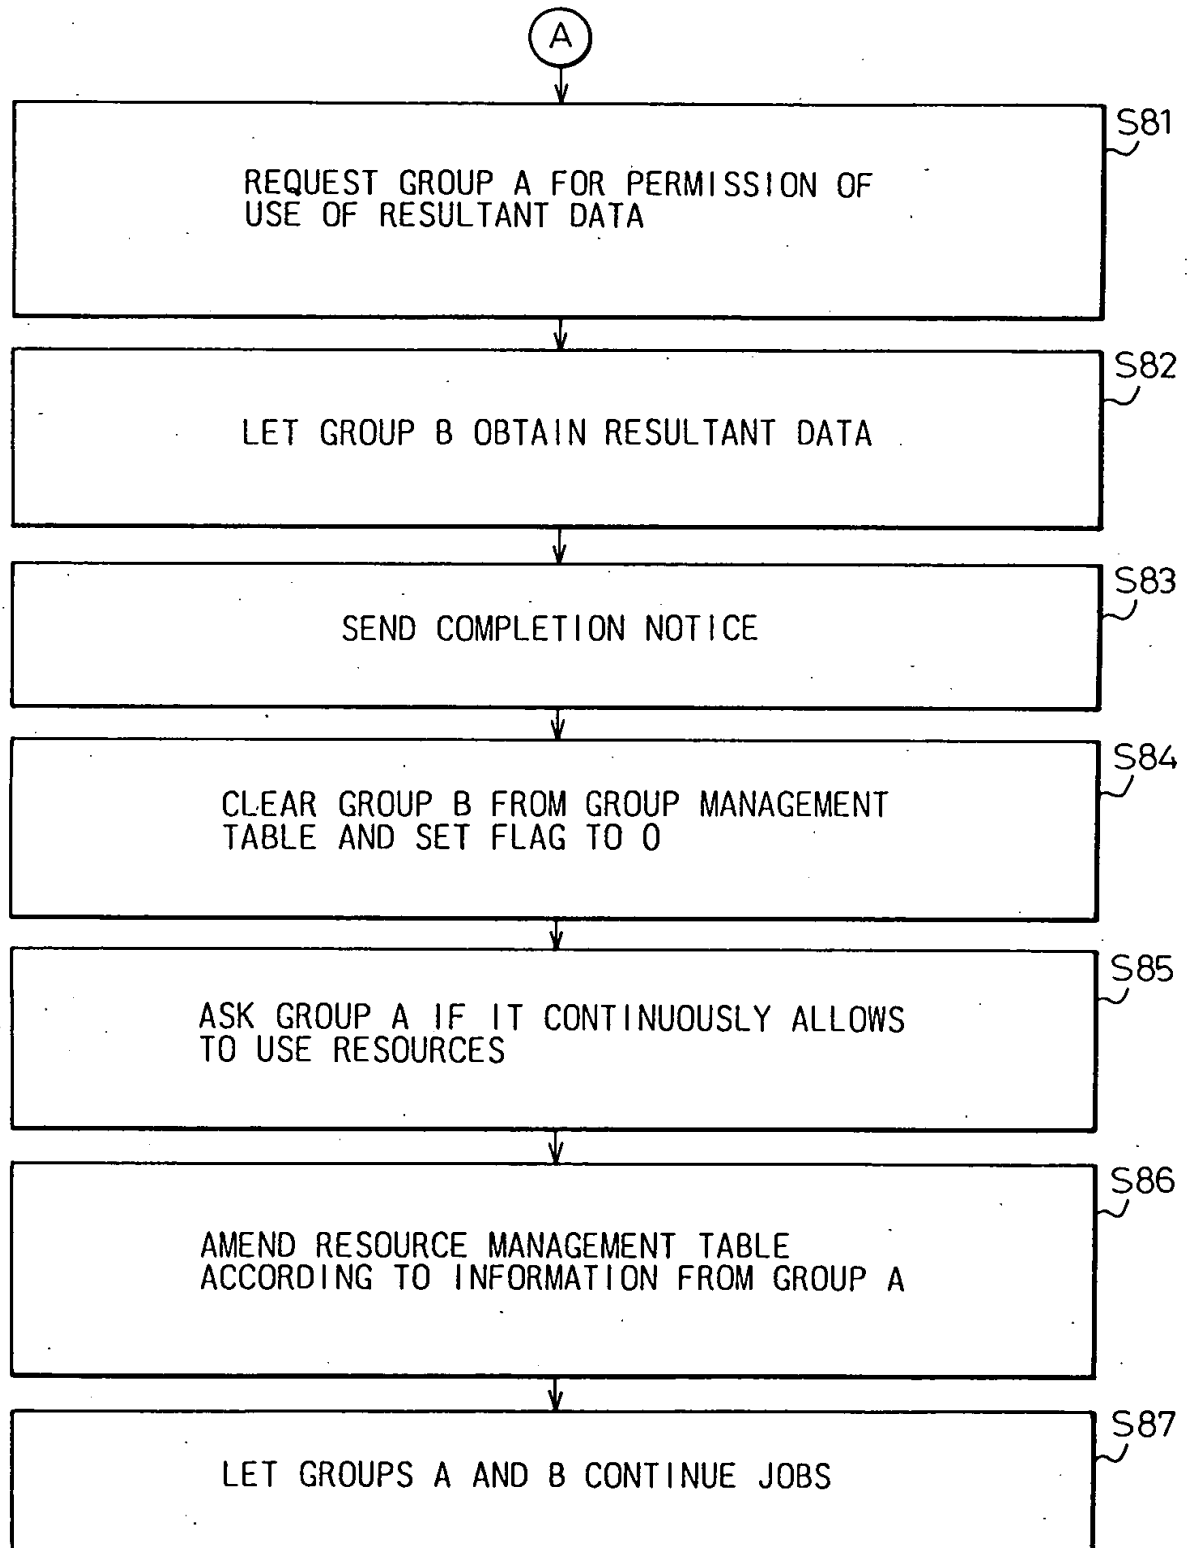 A
S81
REQUEST GROUP A FOR PERMISSION OF
USE OF RESULTANT DATA
S82
LET GROUP B OBTAIN RESULTANT DATA
S83
SEND COMPLETION NOTICE
S84
CLEAR GROUP B FROM GROUP MANAGEMENT
TABLE AND SET FLAG TO 0
S85
ASK GROUP A IF IT CONTINUOUSLY ALLOWS
TO USE RESOURCES
S86
AMEND RESOURCE MANAGEMENT TABLE
ACCORDING TO INFORMATION FROM GROUP A
S87
LET GROUPS A AND B CONTINUE JOBS